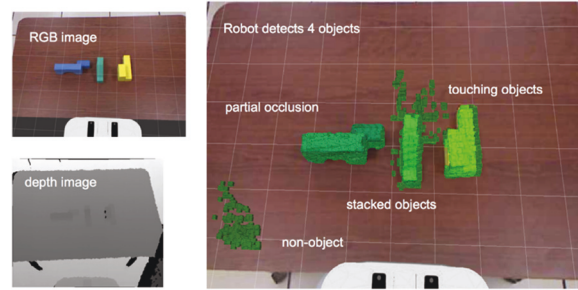 RGB image
depth image
Robot detects 4 objects
touching objects
partial occlusion
stacked objects
non-object